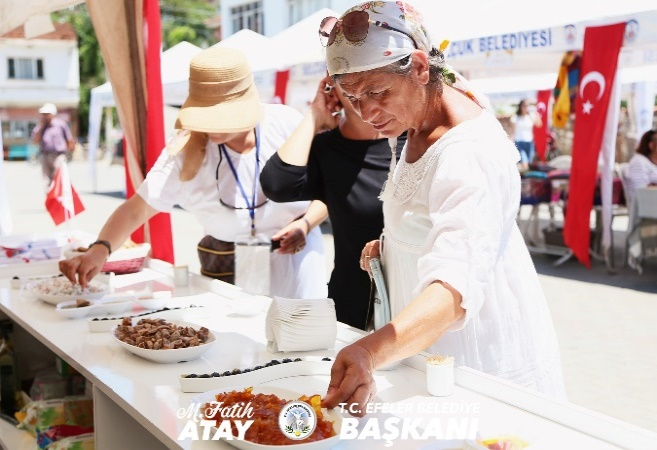 ÇUK BELEDİYESİ
M. Fatih
ATAY
T.C. EFELER BELEDİYE
BAŞKANI